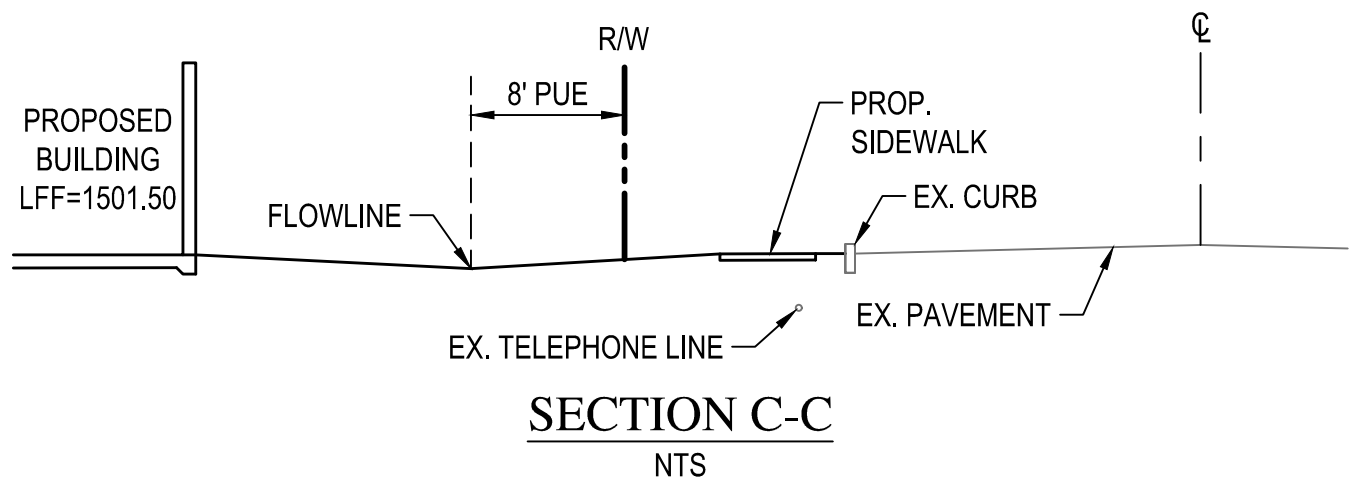 R/W
℄
8' PUE
PROPOSED
BUILDING
LFF=1501.50
PROP.
SIDEWALK
FLOWLINE
EX. CURB
EX. TELEPHONE LINE
EX. PAVEMENT
SECTION C-C
NTS